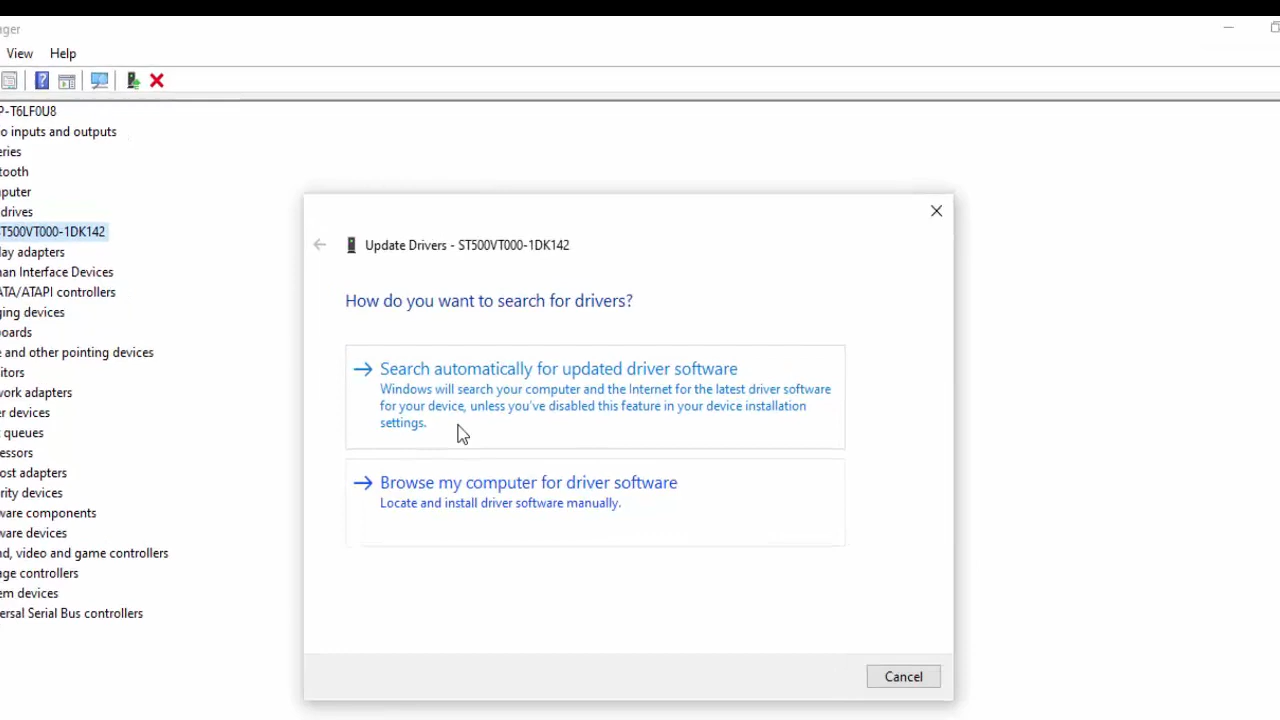 ager
View Help
P-T6LF0U8
o inputs and outputs
eries
tooth
puter
drives
ST500VT000-1DK142
lay adapters
nan Interface Devices
ATA/ATAPI controllers
ging devices
oards
e and other pointing devices
itors
work adapters
er devices
t queues
essors
ost adapters
rity devices
ware components
ware devices
nd, video and game controllers
age controllers
em devices
ersal Serial Bus controllers
Update Drivers - ST500VT000-1DK142
How do you want to search for drivers?
Search automatically for updated driver software
Windows will search your computer and the Internet for the latest driver software
for your device, unless you've disabled this feature in your device installation
settings.
Browse my computer for driver software
Locate and install driver software manually.
Cancel